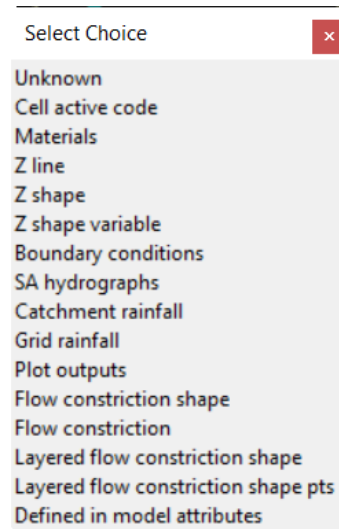 Select Choice
Unknown
Cell active code
Materials
Z line
Z shape
Z shape variable
Boundary conditions
SA hydrographs
Catchment rainfall
Grid rainfall
Plot outputs
Flow constriction shape
Flow constriction
Layered flow constriction shape
Layered flow constriction shape pts
Defined in model attributes